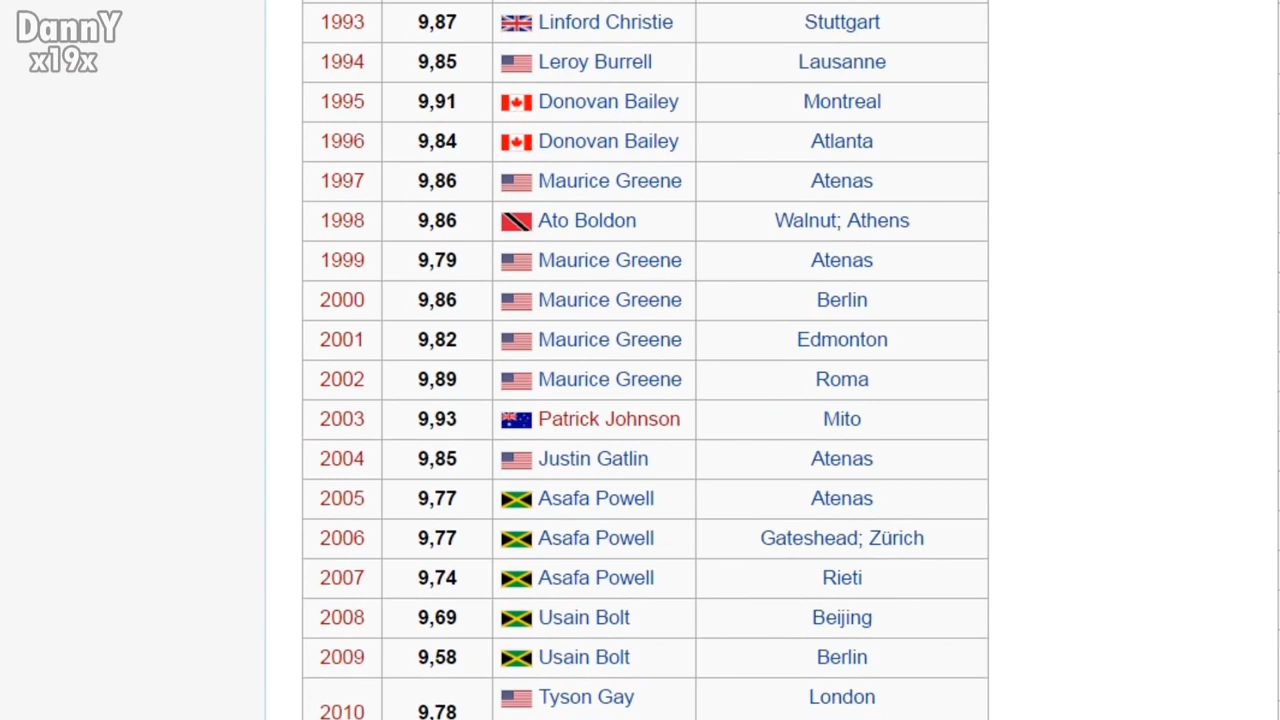 DannY
x19x
1993 9,87 Linford Christie Stuttgart
1994 9,85 Leroy Burrell Lausanne
1995 9,91 Donovan Bailey Montreal
1996 9,84 Donovan Bailey Atlanta
1997 9,86 Maurice Greene Atenas
1998 9,86 Ato Boldon Walnut; Athens
1999 9,79 Maurice Greene Atenas
2000 9,86 Maurice Greene Berlin
2001 9,82 Maurice Greene Edmonton
2002 9,89 Maurice Greene Roma
2003 9,93 Patrick Johnson Mito
2004 9,85 Justin Gatlin Atenas
2005 9,77 Asafa Powell Atenas
2006 9,77 Asafa Powell Gateshead; Zürich
2007 9,74 Asafa Powell Rieti
2008 9,69 Usain Bolt Beijing
2009 9,58 Usain Bolt Berlin
2010 9,78 Tyson Gay London